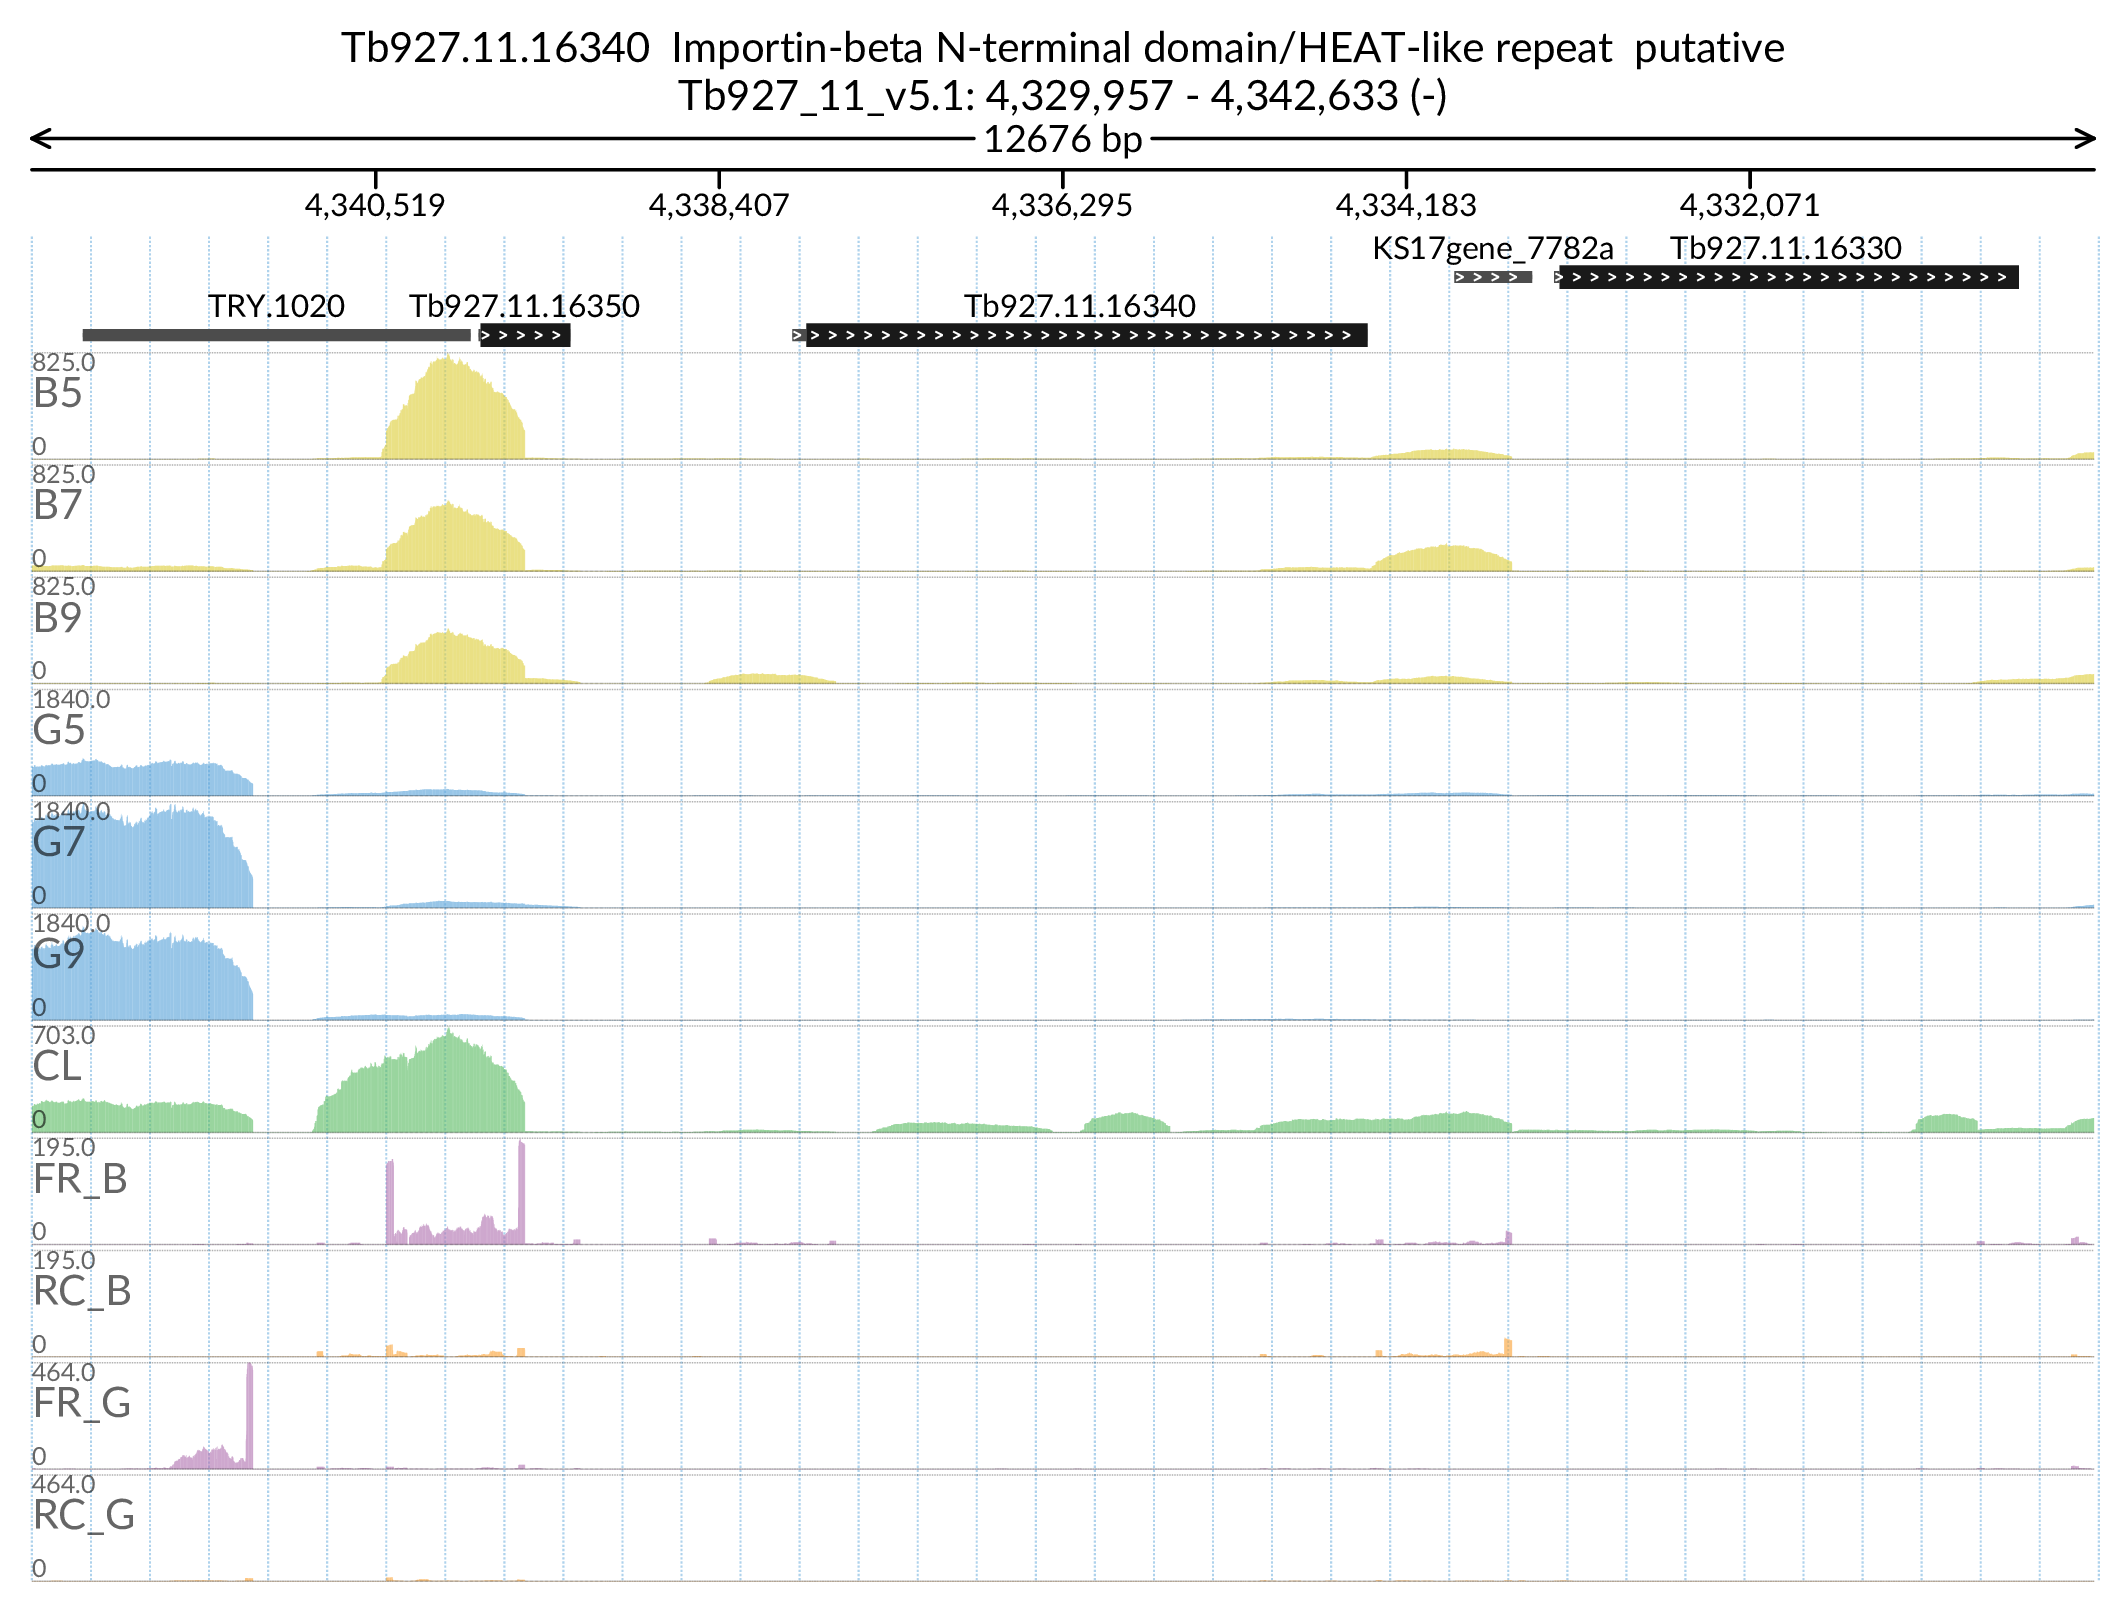 Tb927.11.16340  Importin-beta N-terminal domain/HEAT-like repeat  putative
Tb927_11_v5.1: 4,329,957 - 4,342,633 (-)
12676 bp
4,340,519 4,338,407 4,336,295 4,334,183 4,332,071
KS17gene_7782a Tb927.11.16330
TRY.1020 Tb927.11.16350 Tb927.11.16340
825.0
B5
0
825.0
B7
0
825.0
B9
0
1840.0
G5
0
1840.0
G7
0
1840.0
G9
0
703.0
CL
0
195.0
FR_B
0
195.0
RC_B
0
464.0
FR_G
0
464.0
RC_G
0